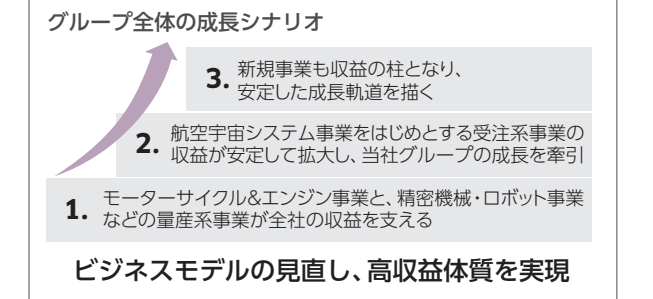 グループ全体の成長シナリオ
3. 新規事業も収益の柱となり、
安定した成長軌道を描く
2. 航空宇宙システム事業をはじめとする受注系事業の
収益が安定して拡大し、当社グループの成長を牽引
1. モーターサイクル&エンジン事業と、精密機械・ロボット事業
などの量産系事業が全社の収益を支える
ビジネスモデルの見直し、高収益体質を実現